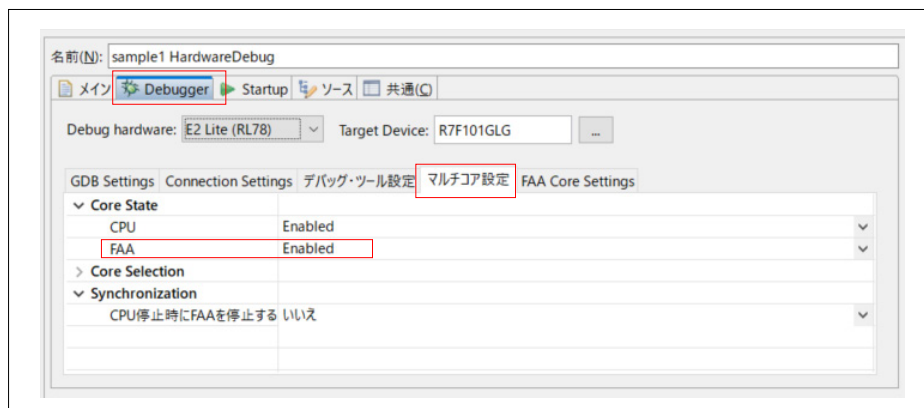 名前(N): sample1 HardwareDebug
メイン Debugger Startup ソース 共通(C)
Debug hardware: E2 Lite (RL78) Target Device: R7F101GLG ...
GDB Settings Connection Settings デバッグ・ツール設定 マルチコア設定 FAA Core Settings
Core State
CPU Enabled
FAA Enabled
Core Selection
Synchronization
CPU停止時にFAAを停止する いいえ